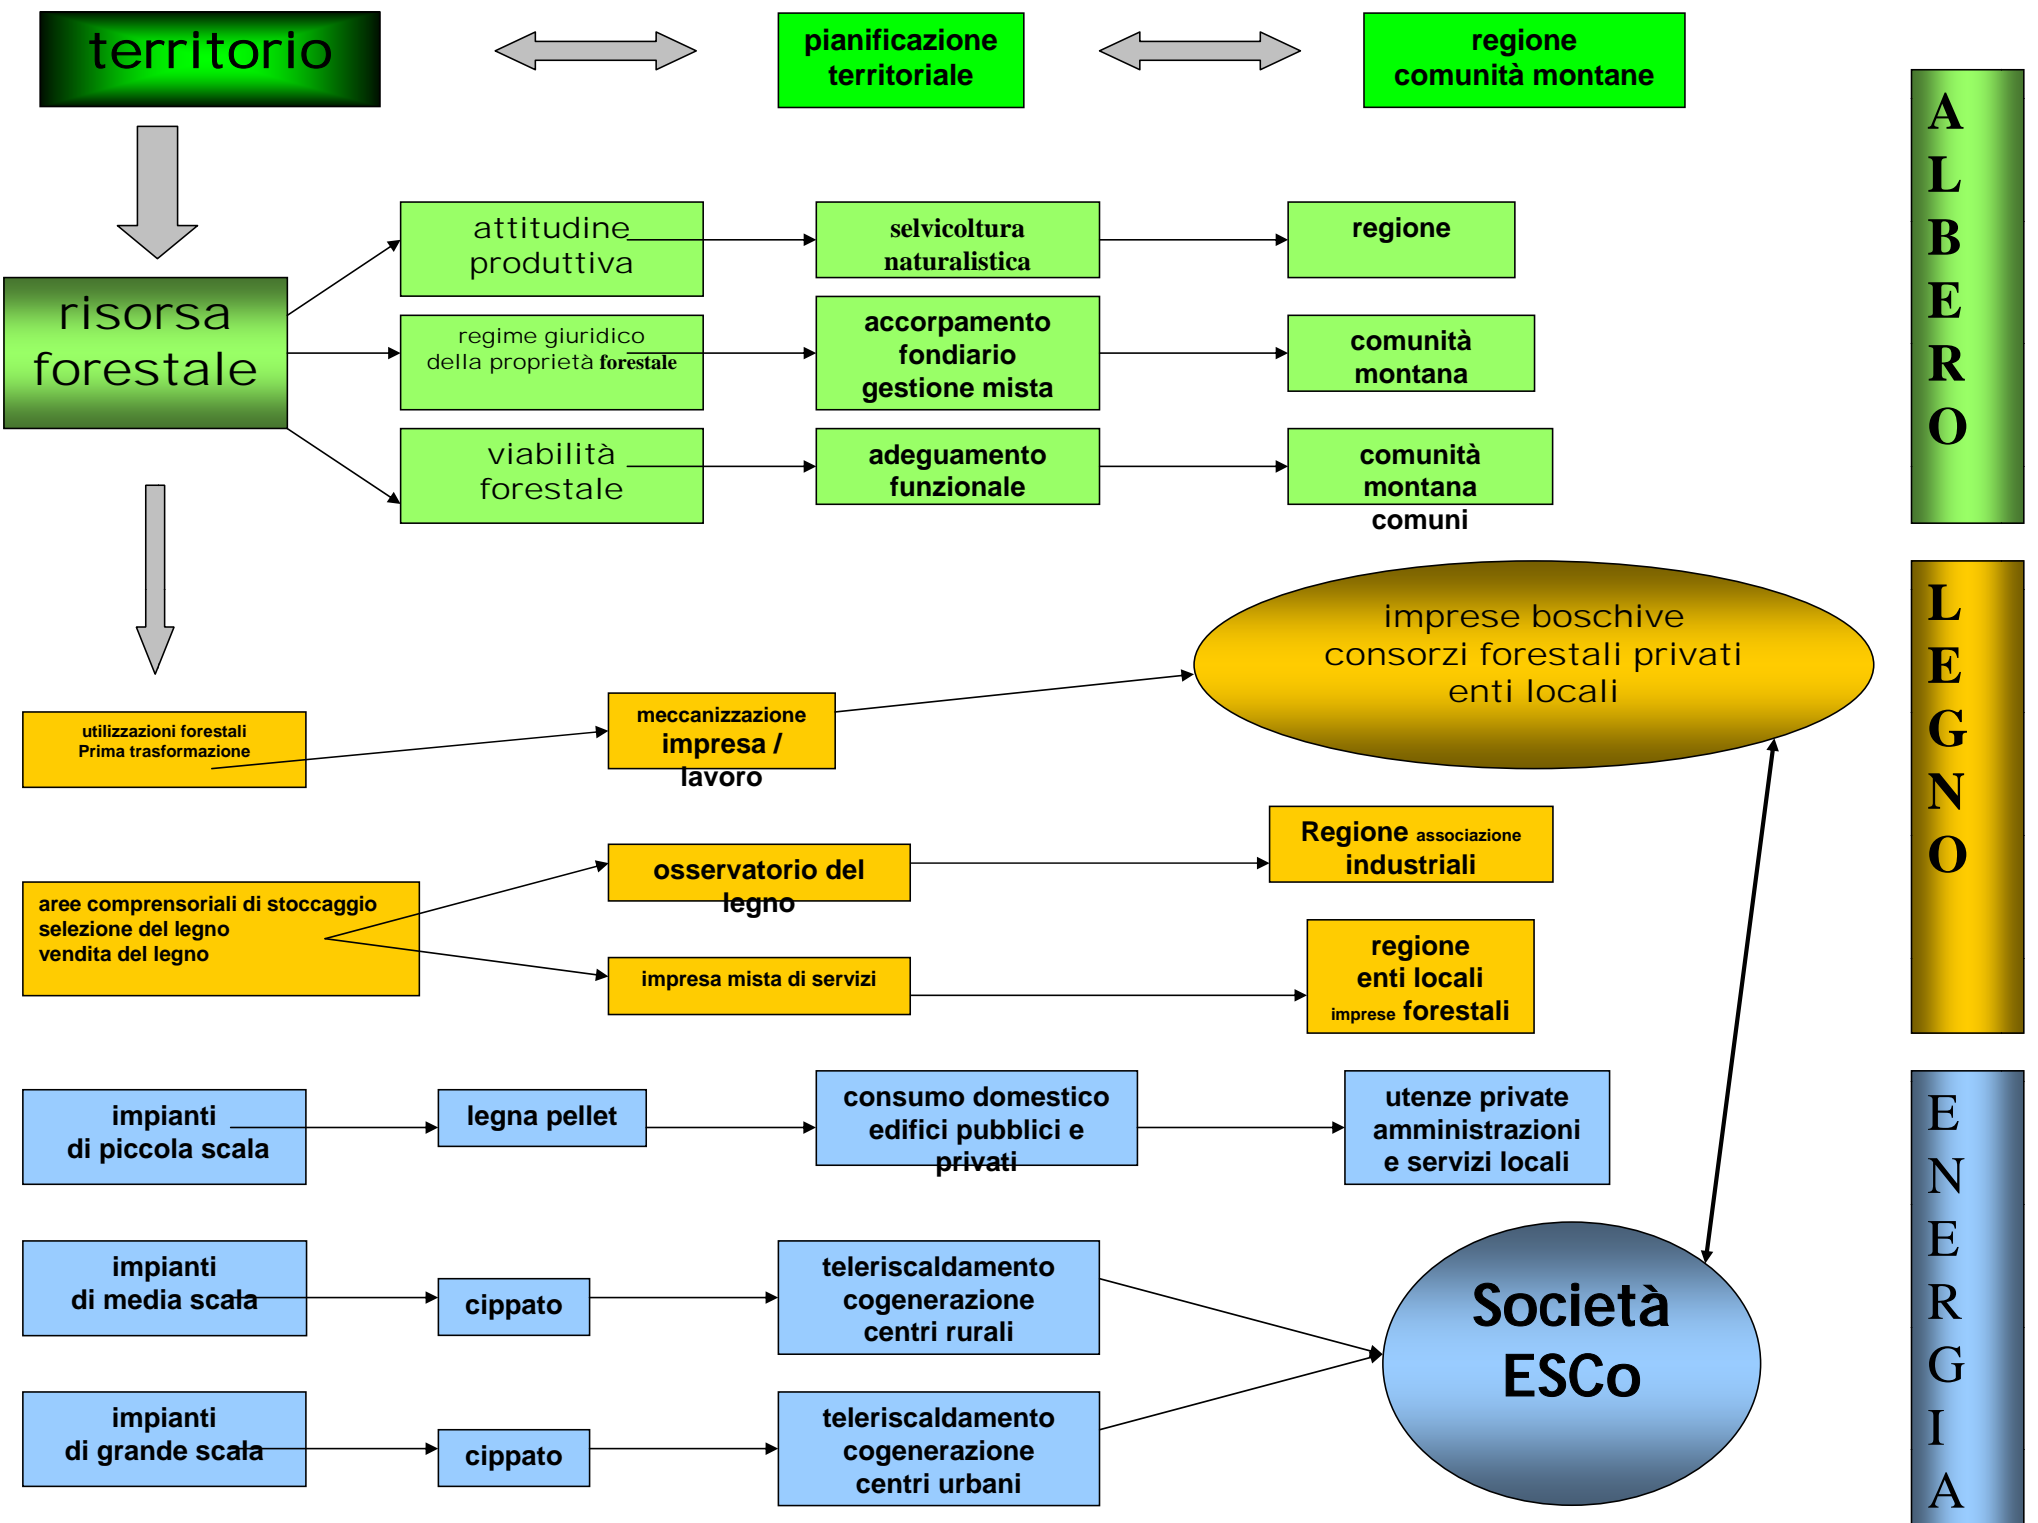 territorio
pianificazione
territoriale
regione
comunità montane
attitudine
produttiva
selvicoltura
naturalistica
regione
risorsa
forestale
regime giuridico
della proprietà forestale
accorpamento
fondiario
gestione mista
comunità
montana
viabilità
forestale
adeguamento
funzionale
comunità
montana
comuni
A
L
B
E
R
O
imprese boschive
consorzi forestali privati
enti locali
utilizzazioni forestali
Prima trasformazione
meccanizzazione
impresa /
lavoro
aree comprensoriali di stoccaggio
selezione del legno
vendita del legno
osservatorio del
legno
Regione associazione
industriali
impresa mista di servizi
regione
enti locali
imprese forestali
L
E
G
N
O
impianti
di piccola scala
legna pellet
consumo domestico
edifici pubblici e
privati
utenze private
amministrazioni
e servizi locali
impianti
di media scala
cippato
teleriscaldamento
cogenerazione
centri rurali
Società
ESCo
impianti
di grande scala
cippato
teleriscaldamento
cogenerazione
centri urbani
E
N
E
R
G
I
A